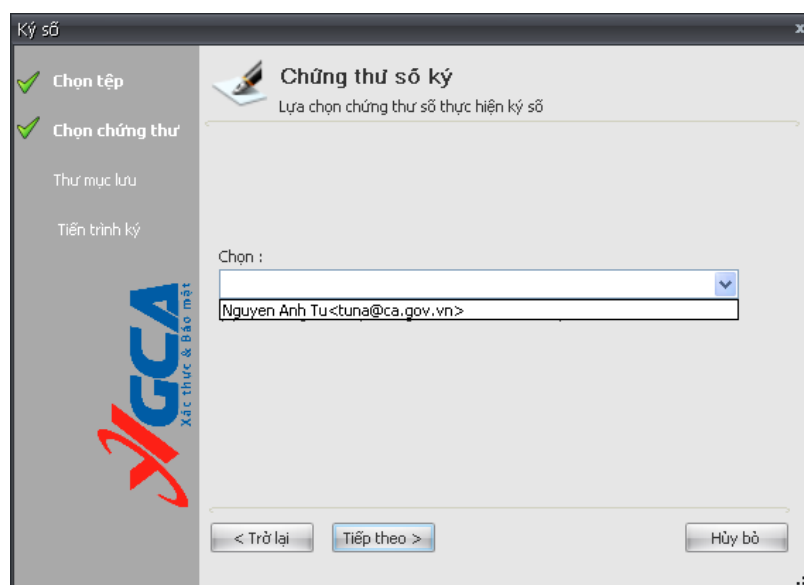 Ký số
x
Chọn tệp
Chọn chứng thư
Thư mục lưu
Tiến trình ký
VGCA
Xác thực & Bảo mật
Chứng thư số ký
Lựa chọn chứng thư số thực hiện ký số
Chọn :
Nguyen Anh Tu<tuna@ca.gov.vn>
< Trở lại
Tiếp theo >
Hủy bỏ